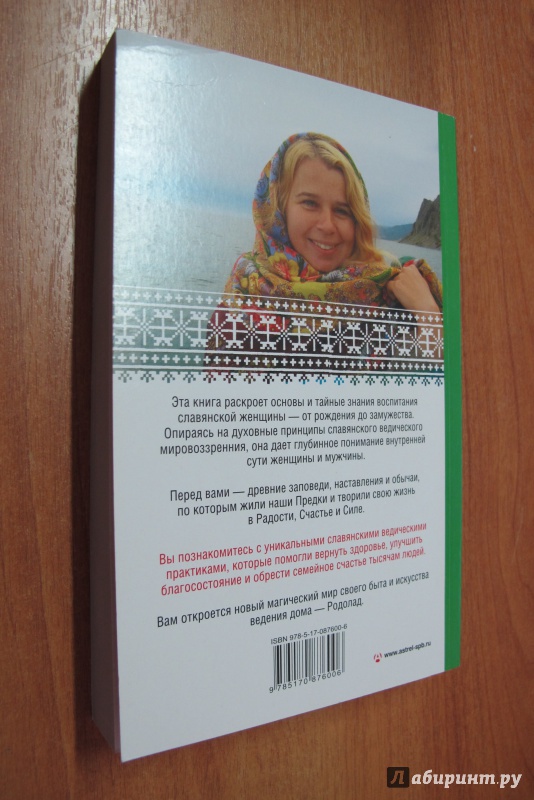 Эта книга раскроет основы и тайные знания воспитания
славянской женщины — от рождения до замужества.
Опираясь на духовные принципы славянского ведического
мировоззрения, она дает глубинное понимание внутренней
сути женщины и мужчины.
Перед вами — древние заповеди, наставления и обычаи,
по которым жили наши Предки и творили свою жизнь
в Радости, Счастье и Силе.
Вы познакомитесь с уникальными славянскими ведическими
практиками, которые помогли вернуть здоровье, улучшить
благосостояние и обрести семейное счастье тысячам людей.
Вам откроется новый магический мир своего быта и искусства
ведения дома — Родолад.
ISBN 978-5-17-087600-6
9 785170 876006
www.astrel-spb.ru
Лабиринт.ру